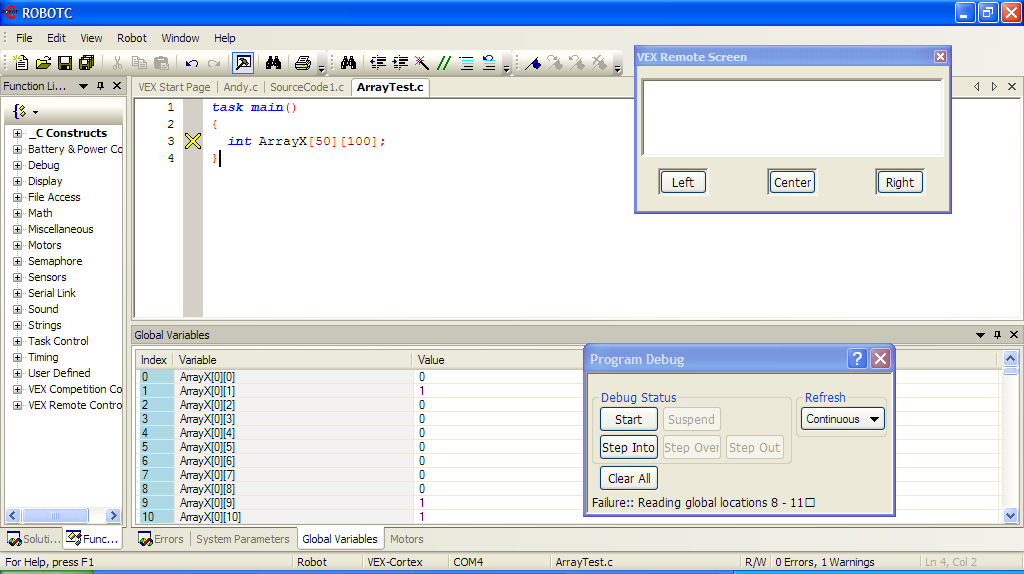 ROBOTC
File Edit View Robot Window Help
Function Li...
VEX Start Page Andy.c SourceCode1.c ArrayTest.c
_C Constructs
Battery & Power Co
Debug
Display
File Access
Math
Miscellaneous
Motors
Semaphore
Sensors
Serial Link
Sound
Strings
Task Control
Timing
User Defined
VEX Competition Co
VEX Remote Contro
Soluti... Func...
1 task main()
2 {
3 int ArrayX[50][100];
4 }
VEX Remote Screen
Left Center Right
Global Variables
Index Variable Value
0 ArrayX[0][0] 0
1 ArrayX[0][1] 1
2 ArrayX[0][2] 0
3 ArrayX[0][3] 0
4 ArrayX[0][4] 0
5 ArrayX[0][5] 0
6 ArrayX[0][6] 0
7 ArrayX[0][7] 0
8 ArrayX[0][8] 0
9 ArrayX[0][9] 1
10 ArrayX[0][10] 1
Program Debug
Debug Status Refresh
Start Suspend Continuous
Step Into Step Over Step Out
Clear All
Failure:: Reading global locations 8 - 11□
Errors System Parameters Global Variables Motors
For Help, press F1 Robot VEX-Cortex COM4 ArrayTest.c R/W 0 Errors, 1 Warnings Ln 4, Col 2